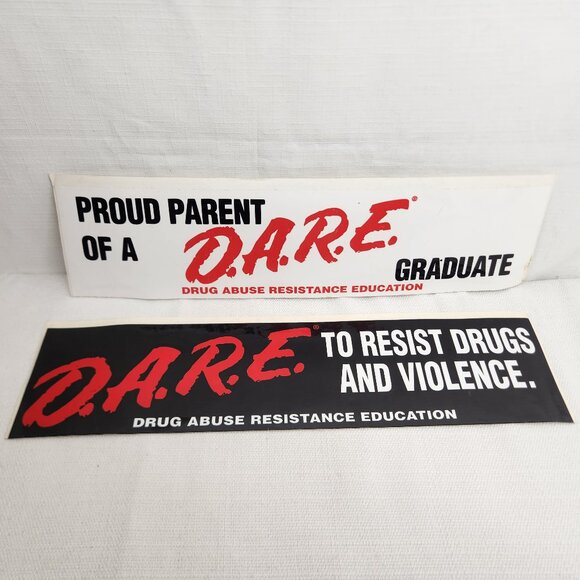 PROUD PARENT
OF A D.A.R.E.® GRADUATE
DRUG ABUSE RESISTANCE EDUCATION
D.A.R.E.® TO RESIST DRUGS
AND VIOLENCE.
DRUG ABUSE RESISTANCE EDUCATION